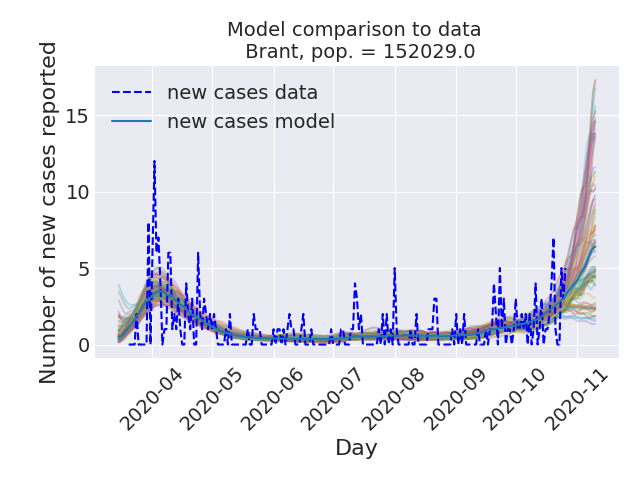 Model comparison to data
Brant, pop. = 152029.0
Number of new cases reported
new cases data
new cases model
15
10
5
0
2020-04
2020-05
2020-06
2020-07
2020-08
2020-09
2020-10
2020-11
Day